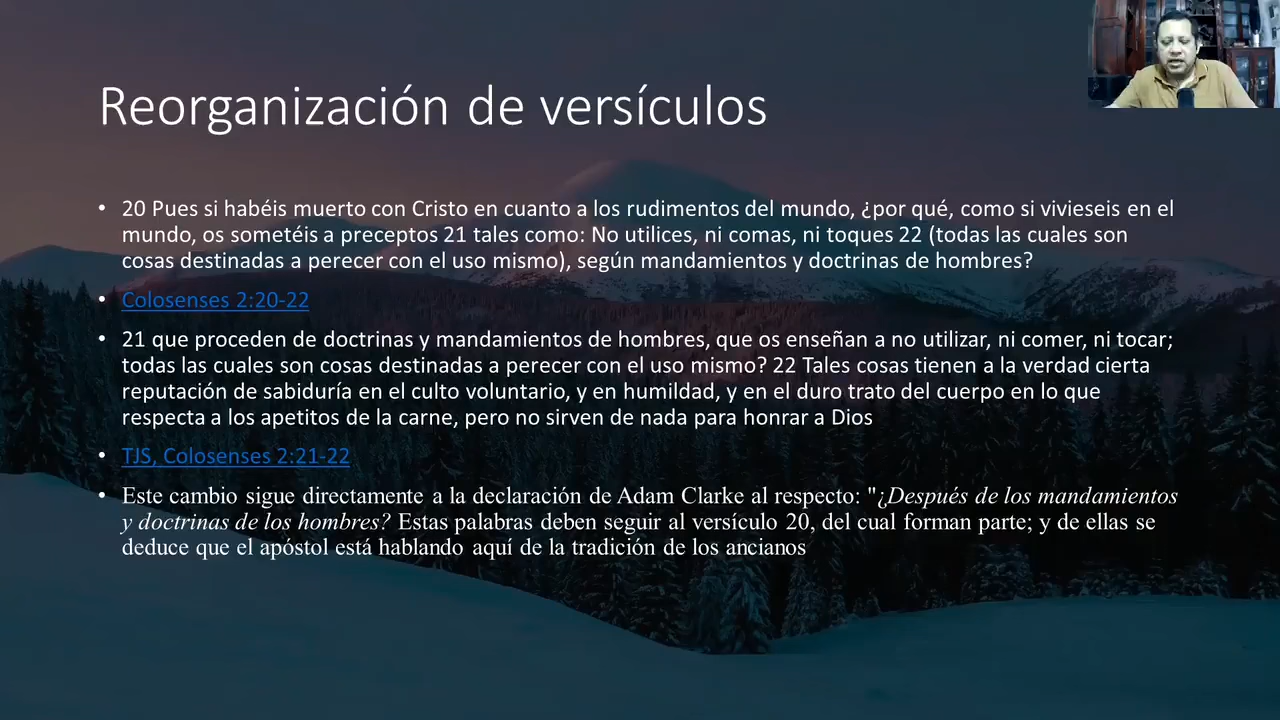 Reorganización de versículos
• 20 Pues si habéis muerto con Cristo en cuanto a los rudimentos del mundo, ¿por qué, como si vivieseis en el
mundo, os sometéis a preceptos 21 tales como: No utilices, ni comas, ni toques 22 (todas las cuales son
cosas destinadas a perecer con el uso mismo), según mandamientos y doctrinas de hombres?
• Colosenses 2:20-22
• 21 que proceden de doctrinas y mandamientos de hombres, que os enseñan a no utilizar, ni comer, ni tocar;
todas las cuales son cosas destinadas a perecer con el uso mismo? 22 Tales cosas tienen a la verdad cierta
reputación de sabiduría en el culto voluntario, y en humildad, y en el duro trato del cuerpo en lo que
respecta a los apetitos de la carne, pero no sirven de nada para honrar a Dios
• TJS, Colosenses 2:21-22
• Este cambio sigue directamente a la declaración de Adam Clarke al respecto: "¿Después de los mandamientos
y doctrinas de los hombres? Estas palabras deben seguir al versículo 20, del cual forman parte; y de ellas se
deduce que el apóstol está hablando aquí de la tradición de los ancianos